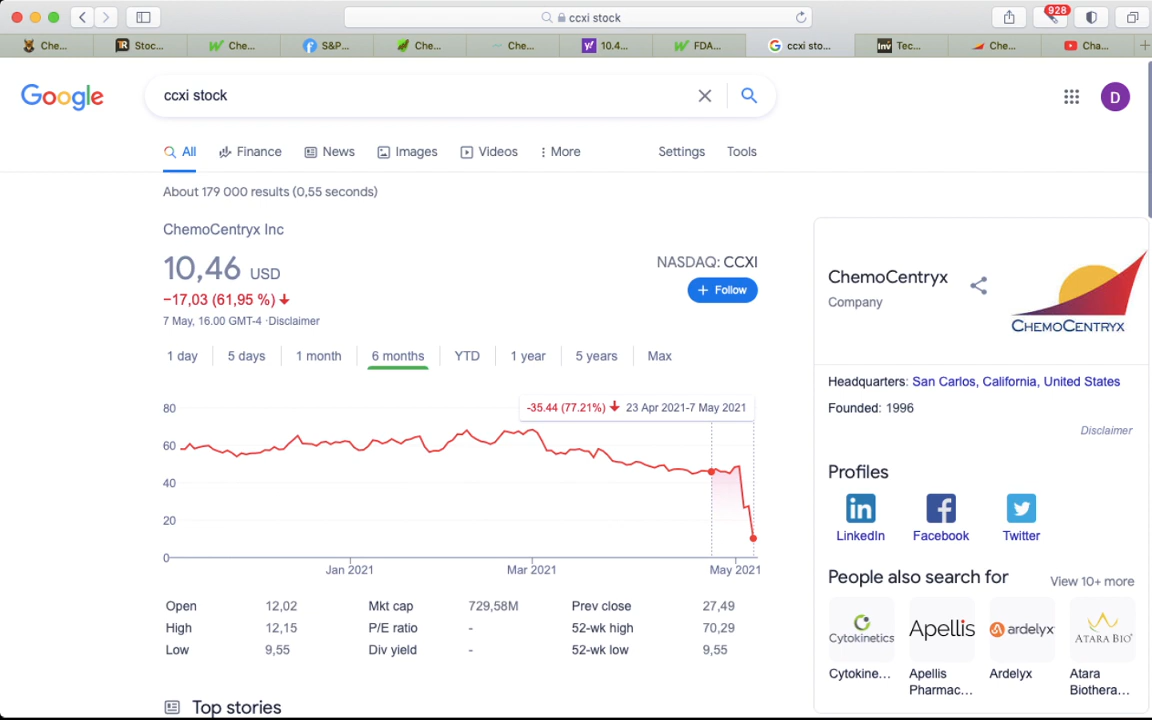 ccxi stock
928
Che...
Stoc...
Che...
S&P...
Che...
Che...
10.4...
FDA...
ccxi sto...
Tec...
Che...
Cha...
Google
ccxi stock
D
All
Finance
News
Images
Videos
More
Settings
Tools
About 179 000 results (0,55 seconds)
ChemoCentryx Inc
10,46 USD
−17,03 (61,95 %)
7 May, 16.00 GMT-4 ·Disclaimer
NASDAQ: CCXI
+ Follow
1 day
5 days
1 month
6 months
YTD
1 year
5 years
Max
-35.44 (77.21%) 23 Apr 2021-7 May 2021
80
60
40
20
0
Jan 2021
Mar 2021
May 2021
Open 12,02 Mkt cap 729,58M Prev close 27,49
High 12,15 P/E ratio - 52-wk high 70,29
Low 9,55 Div yield - 52-wk low 9,55
Top stories
ChemoCentryx
Company
CHEMOCENTRYX
Headquarters: San Carlos, California, United States
Founded: 1996
Disclaimer
Profiles
in
LinkedIn
Facebook
Twitter
People also search for
View 10+ more
Cytokinetics
Apellis
ardelyx
ATARA BIO
Cytokine...
Apellis
Pharmac...
Ardelyx
Atara
Biothera...